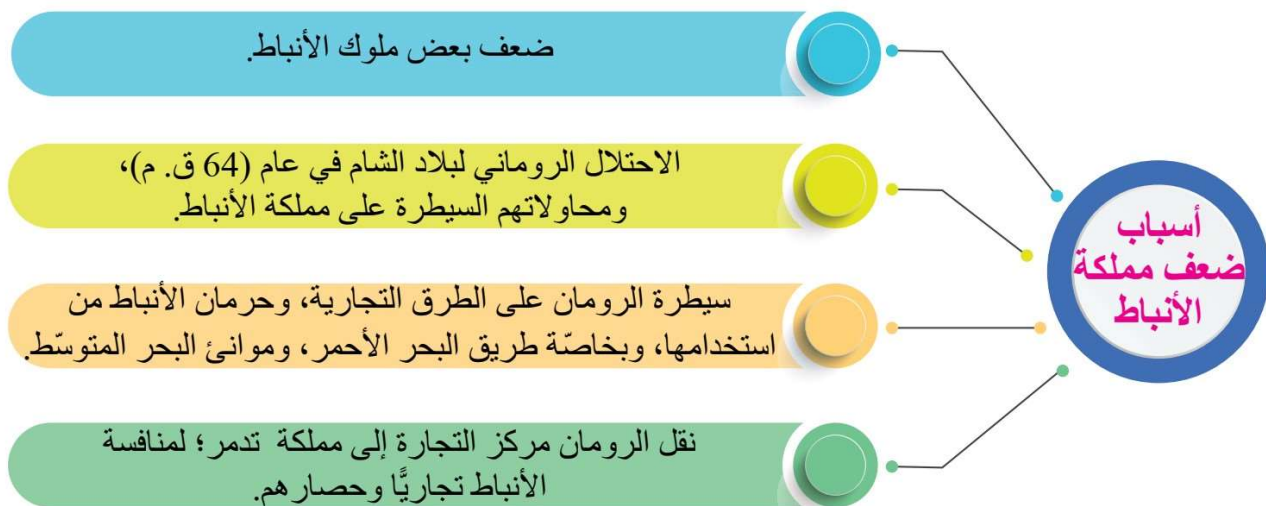 أسباب
ضعف مملكة
الأنباط
ضعف بعض ملوك الأنباط.
الاحتلال الروماني لبلاد الشام في عام (64 ق. م)،
ومحاولاتهم السيطرة على مملكة الأنباط.
سيطرة الرومان على الطرق التجارية، وحرمان الأنباط من
استخدامها، وبخاصّة طريق البحر الأحمر، وموانئ البحر المتوسّط.
نقل الرومان مركز التجارة إلى مملكة تدمر؛ لمنافسة
الأنباط تجاريًّا وحصارهم.